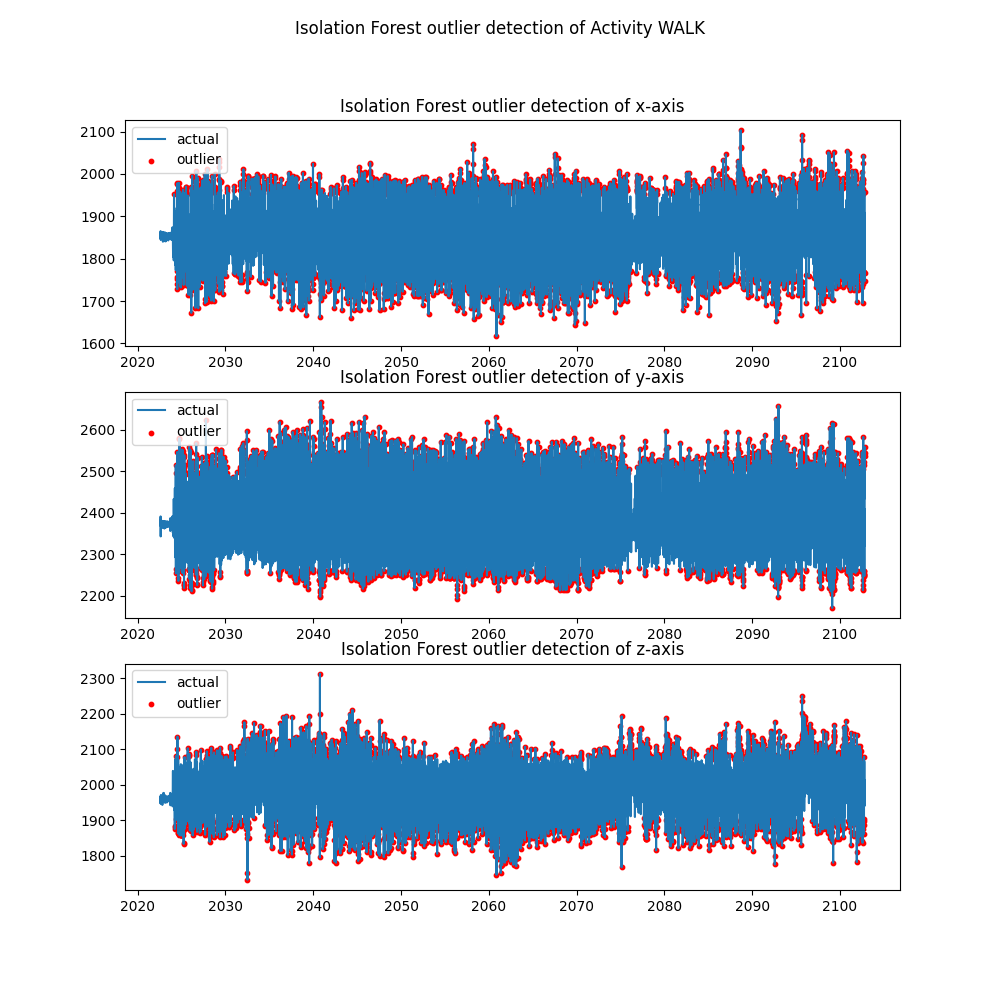 Isolation Forest outlier detection of Activity WALK
Isolation Forest outlier detection of x-axis
actual
outlier
2100
2000
1900
1800
1700
1600
2020 2030 2040 2050 2060 2070 2080 2090 2100
Isolation Forest outlier detection of y-axis
actual
outlier
2600
2500
2400
2300
2200
2020 2030 2040 2050 2060 2070 2080 2090 2100
Isolation Forest outlier detection of z-axis
actual
outlier
2300
2200
2100
2000
1900
1800
2020 2030 2040 2050 2060 2070 2080 2090 2100